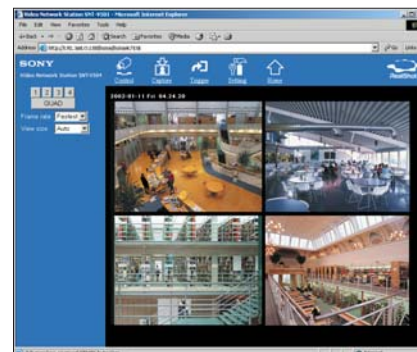 Video Network Station SNT-V304 - Microsoft Internet Explorer
File Edit View Favorites Tools Help
Back Search Favorites Media
Address
SONY
Video Network Station SNT-V304
Control Capture Trigger Setting Home
1 2 3 4
QUAD
Frame rate Fastest
View size Auto
2002-01-11 Fri 04:24:20